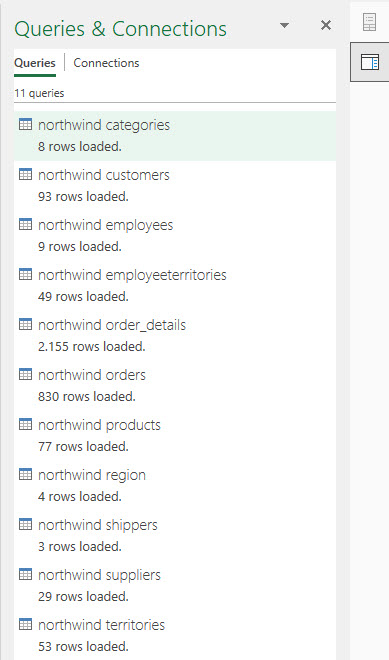 Queries & Connections
Queries
Connections
11 queries
northwind categories
8 rows loaded.
northwind customers
93 rows loaded.
northwind employees
9 rows loaded.
northwind employeeterritories
49 rows loaded.
northwind order_details
2.155 rows loaded.
northwind orders
830 rows loaded.
northwind products
77 rows loaded.
northwind region
4 rows loaded.
northwind shippers
3 rows loaded.
northwind suppliers
29 rows loaded.
northwind territories
53 rows loaded.